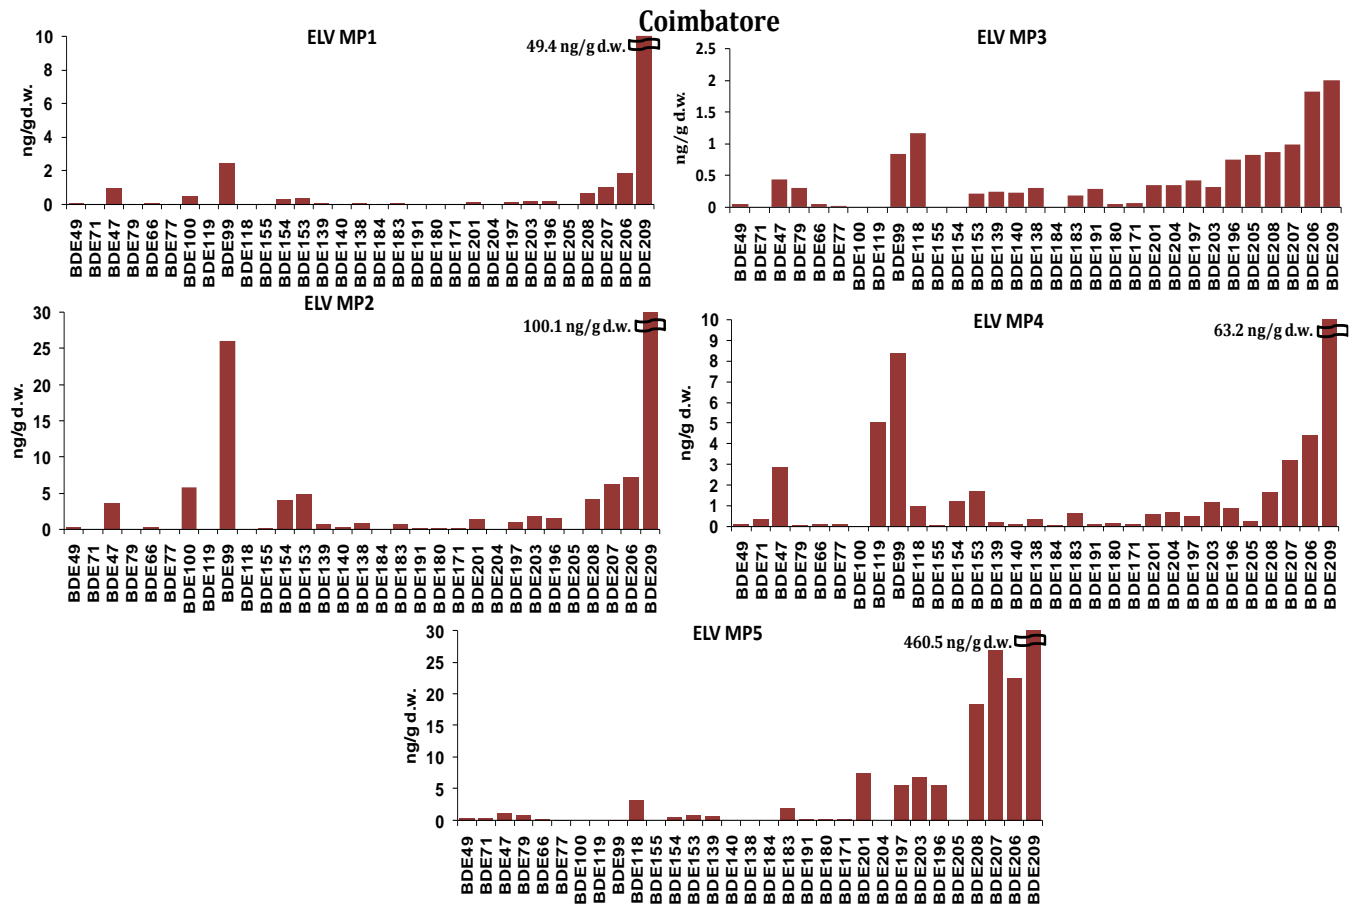 Coimbatore
ELV MP1
49.4 ng/g d.w.
ng/gd.w.
10
8
6
4
2
0
BDE49
BDE71
BDE47
BDE79
BDE66
BDE77
BDE100
BDE119
BDE99
BDE118
BDE155
BDE154
BDE153
BDE139
BDE140
BDE138
BDE184
BDE183
BDE191
BDE180
BDE171
BDE201
BDE204
BDE197
BDE203
BDE196
BDE205
BDE208
BDE207
BDE206
BDE209
ELV MP3
ng/g d.w.
2.5
2
1.5
1
0.5
0
BDE49
BDE71
BDE47
BDE79
BDE66
BDE77
BDE100
BDE119
BDE99
BDE118
BDE155
BDE154
BDE153
BDE139
BDE140
BDE138
BDE184
BDE183
BDE191
BDE180
BDE171
BDE201
BDE204
BDE197
BDE203
BDE196
BDE205
BDE208
BDE207
BDE206
BDE209
ELV MP2
100.1 ng/g d.w.
ng/g d.w.
30
25
20
15
10
5
0
BDE49
BDE71
BDE47
BDE79
BDE66
BDE77
BDE100
BDE119
BDE99
BDE118
BDE155
BDE154
BDE153
BDE139
BDE140
BDE138
BDE184
BDE183
BDE191
BDE180
BDE171
BDE201
BDE204
BDE197
BDE203
BDE196
BDE205
BDE208
BDE207
BDE206
BDE209
ELV MP4
63.2 ng/g d.w.
ng/g d.w.
10
9
8
7
6
5
4
3
2
1
0
BDE49
BDE71
BDE47
BDE79
BDE66
BDE77
BDE100
BDE119
BDE99
BDE118
BDE155
BDE154
BDE153
BDE139
BDE140
BDE138
BDE184
BDE183
BDE191
BDE180
BDE171
BDE201
BDE204
BDE197
BDE203
BDE196
BDE205
BDE208
BDE207
BDE206
BDE209
ELV MP5
460.5 ng/g d.w.
ng/g d.w.
30
25
20
15
10
5
0
BDE49
BDE71
BDE47
BDE79
BDE66
BDE77
BDE100
BDE119
BDE99
BDE118
BDE155
BDE154
BDE153
BDE139
BDE140
BDE138
BDE184
BDE183
BDE191
BDE180
BDE171
BDE201
BDE204
BDE197
BDE203
BDE196
BDE205
BDE208
BDE207
BDE206
BDE209